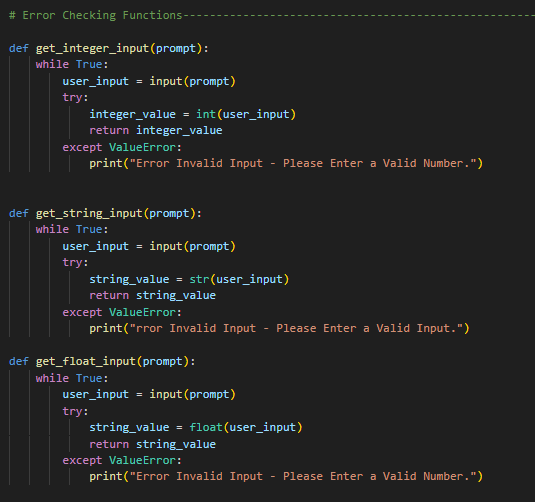 # Error Checking Functions----------------------------------------------------
def get_integer_input(prompt):
    while True:
        user_input = input(prompt)
        try:
            integer_value = int(user_input)
            return integer_value
        except ValueError:
            print("Error Invalid Input - Please Enter a Valid Number.")
def get_string_input(prompt):
    while True:
        user_input = input(prompt)
        try:
            string_value = str(user_input)
            return string_value
        except ValueError:
            print("rror Invalid Input - Please Enter a Valid Input.")
def get_float_input(prompt):
    while True:
        user_input = input(prompt)
        try:
            string_value = float(user_input)
            return string_value
        except ValueError:
            print("Error Invalid Input - Please Enter a Valid Number.")